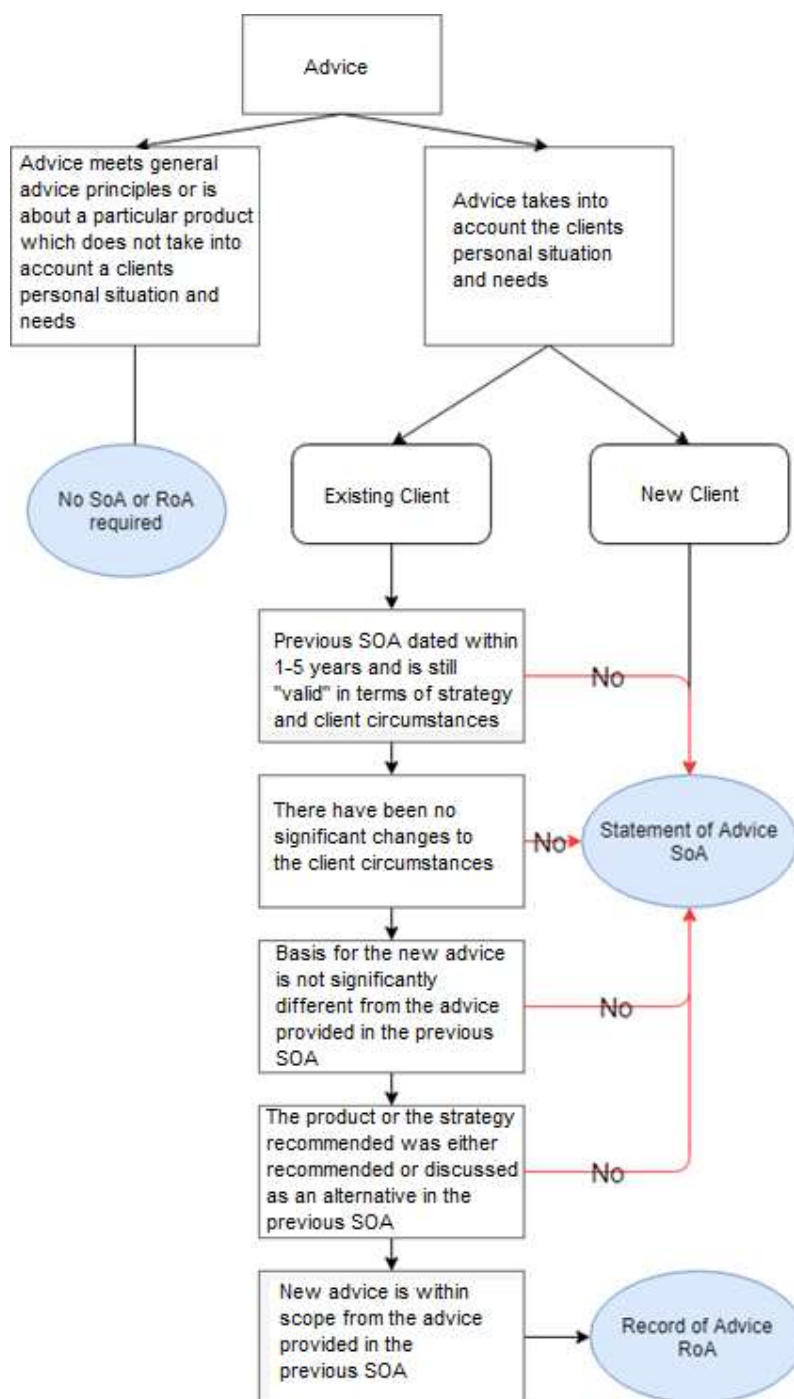 Advice
Advice meets general
advice principles or is
about a particular product
which does not take into
account a clients
personal situation and
needs
Advice takes into
account the clients
personal situation
and needs
No SoA or RoA
required
Existing Client
New Client
Previous SOA dated within
1-5 years and is still
"valid" in terms of strategy
and client circumstances
No
There have been no
significant changes to
the client circumstances
No
Statement of Advice
SoA
Basis for the new advice
is not significantly
different from the advice
provided in the previous
SOA
No
The product or the strategy
recommended was either
recommended or discussed
as an alternative in the
previous SOA
No
New advice is within
scope from the advice
provided in the
previous SOA
Record of Advice
RoA